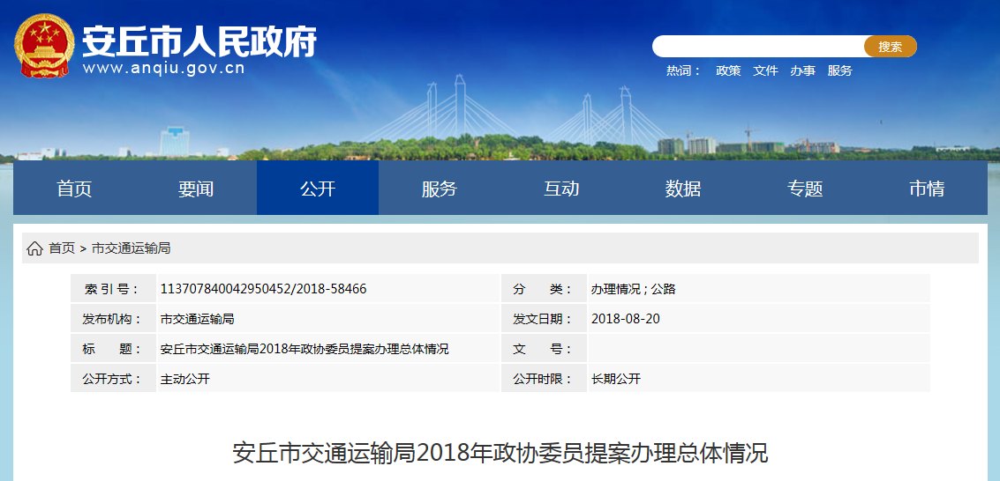 安丘市人民政府
www.anqiu.gov.cn
搜索
热词： 政策 文件 办事 服务
首页 要闻 公开 服务 互动 数据 专题 市情
首页 > 市交通运输局
索 引 号： 113707840042950452/2018-58466 分 类： 办理情况 ; 公路
发布机构： 市交通运输局 发文日期： 2018-08-20
标 题： 安丘市交通运输局2018年政协委员提案办理总体情况 文 号：
公开方式： 主动公开 公开时限： 长期公开
安丘市交通运输局2018年政协委员提案办理总体情况